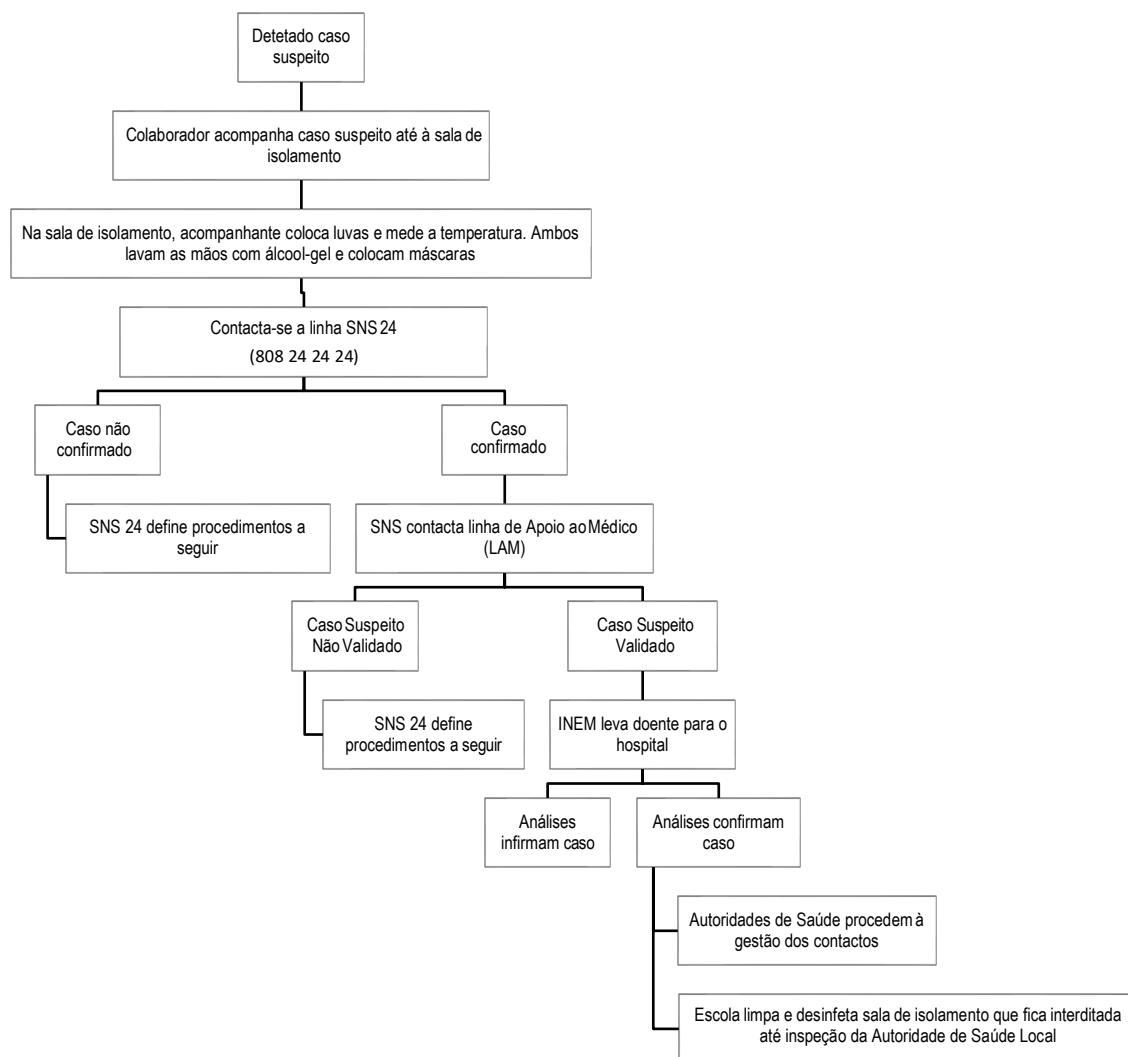 Detetado caso
suspeito
Colaborador acompanha caso suspeito até à sala de
isolamento
Na sala de isolamento, acompanhante coloca luvas e mede a temperatura. Ambos
lavam as mãos com álcool-gel e colocam máscaras
Contacta-se a linha SNS 24
(808 24 24 24)
Caso não
confirmado
Caso
confirmado
SNS 24 define procedimentos a
seguir
SNS contacta linha de Apoio ao Médico
(LAM)
Caso Suspeito
Não Validado
Caso Suspeito
Validado
SNS 24 define
procedimentos a seguir
INEM leva doente para o
hospital
Análises
infirmam caso
Análises confirmam
caso
Autoridades de Saúde procedem à
gestão dos contactos
Escola limpa e desinfeta sala de isolamento que fica interditada
até inspeção da Autoridade de Saúde Local